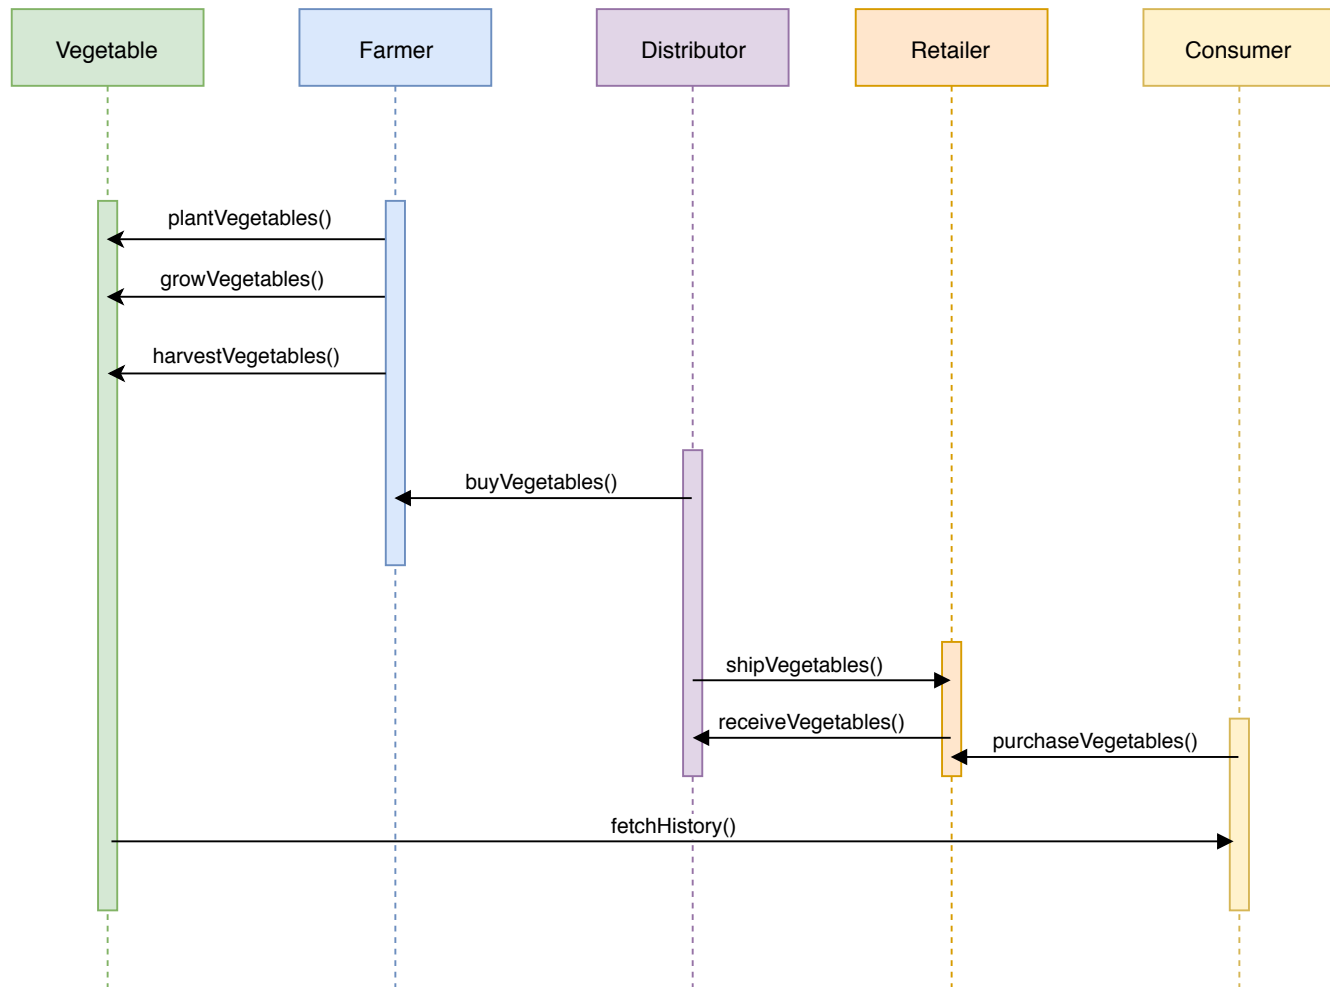 Vegetable
Farmer
Distributor
Retailer
Consumer
plantVegetables()
growVegetables()
harvestVegetables()
buyVegetables()
shipVegetables()
receiveVegetables()
purchaseVegetables()
fetchHistory()